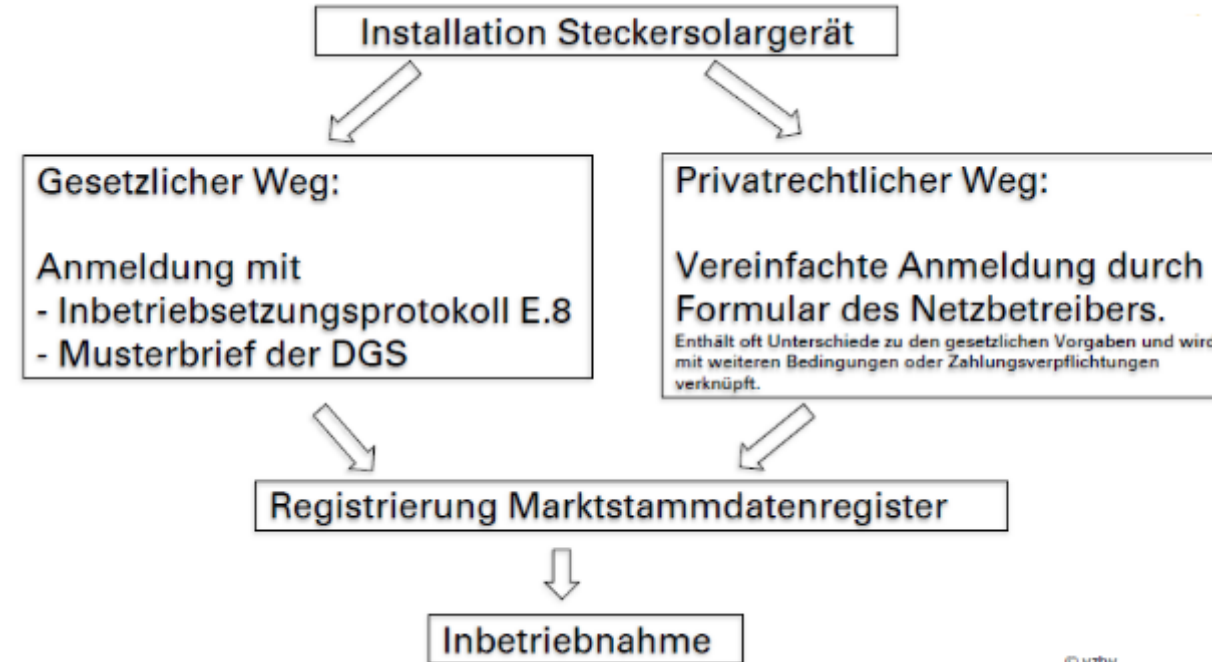 Installation Steckersolargerät
Gesetzlicher Weg:
Anmeldung mit
- Inbetriebsetzungsprotokoll E.8
- Musterbrief der DGS
Privatrechtlicher Weg:
Vereinfachte Anmeldung durch
Formular des Netzbetreibers.
Enthält oft Unterschiede zu den gesetzlichen Vorgaben und wird
mit weiteren Bedingungen oder Zahlungsverpflichtungen
verknüpft.
Registrierung Marktstammdatenregister
Inbetriebnahme